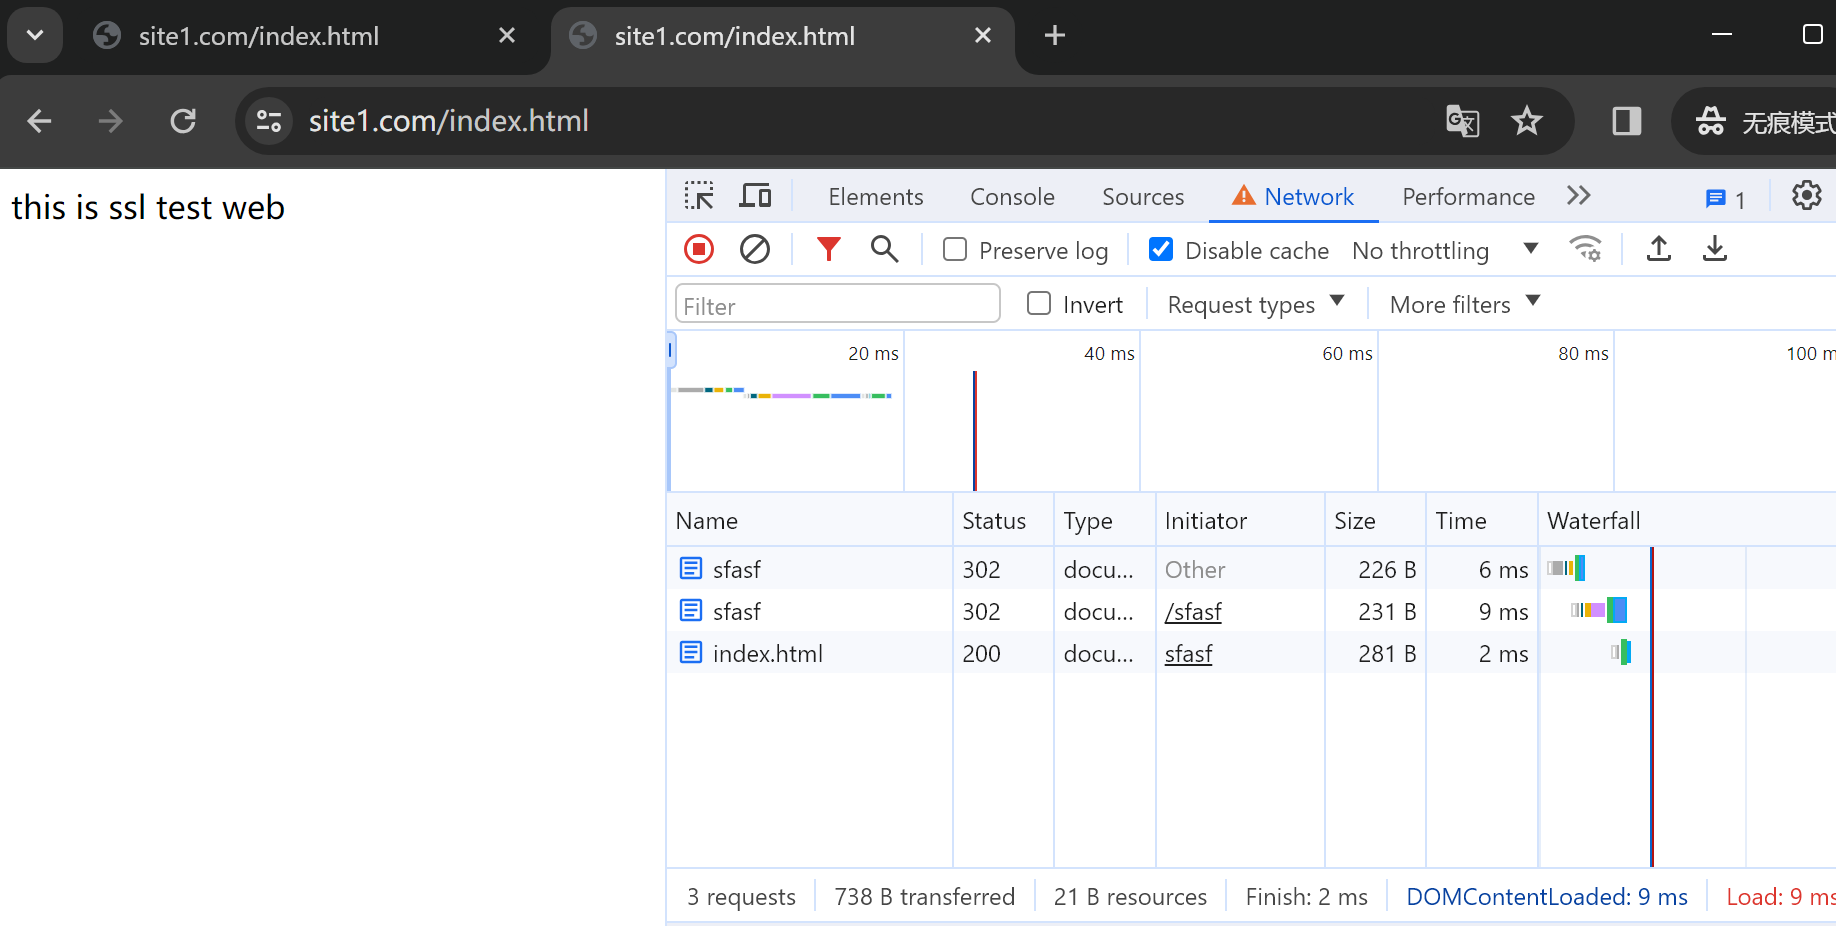 site1.com/index.html
site1.com/index.html
site1.com/index.html
无痕模式
this is ssl test web
Elements Console Sources Network Performance 1
Preserve log Disable cache No throttling
Filter Invert Request types More filters
20 ms 40 ms 60 ms 80 ms 100 m
Name Status Type Initiator Size Time Waterfall
sfasf 302 docu... Other 226 B 6 ms
sfasf 302 docu... /sfasf 231 B 9 ms
index.html 200 docu... sfasf 281 B 2 ms
3 requests 738 B transferred 21 B resources Finish: 2 ms DOMContentLoaded: 9 ms Load: 9 ms